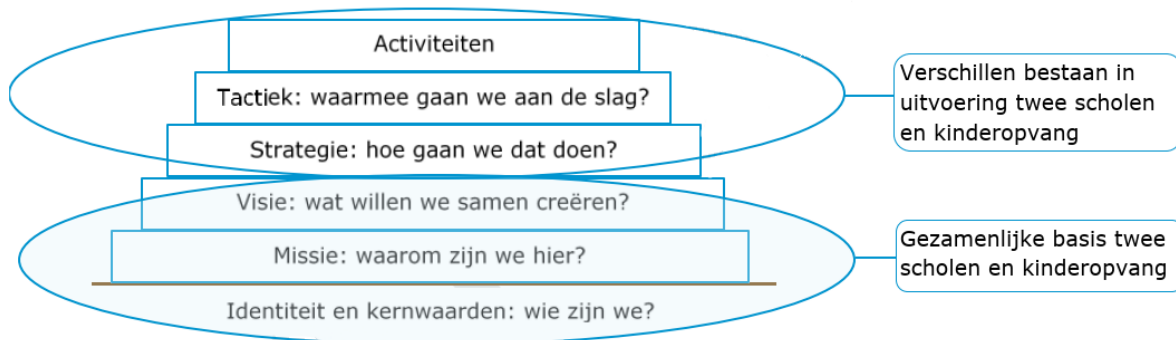 Activiteiten
Tactiek: waarmee gaan we aan de slag?
Strategie: hoe gaan we dat doen?
Visie: wat willen we samen creëren?
Missie: waarom zijn we hier?
Identiteit en kernwaarden: wie zijn we?
Verschillen bestaan in
uitvoering twee scholen
en kinderopvang
Gezamenlijke basis twee
scholen en kinderopvang